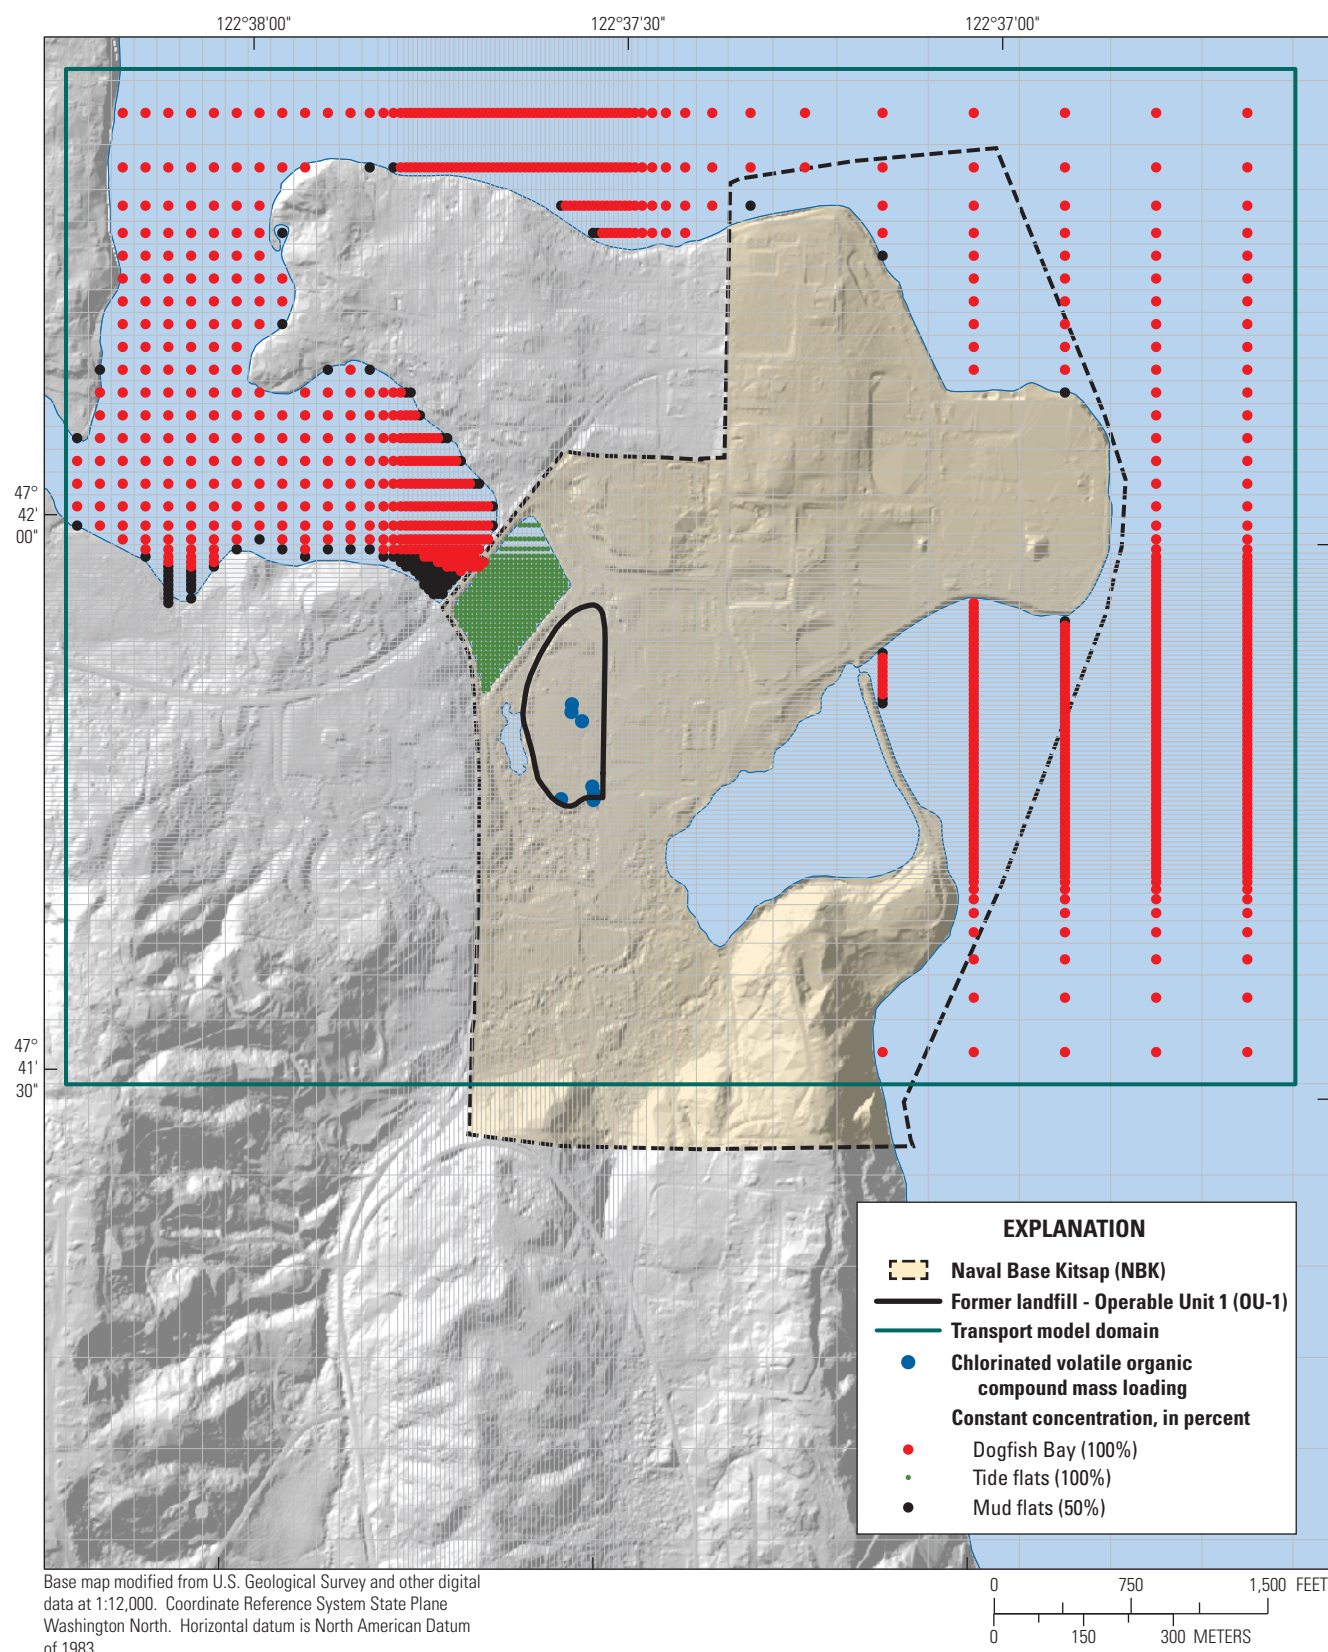 122°38'00"
122°37'30"
122°37'00"
47°
42'
00"
47°
41'
30"
EXPLANATION
Naval Base Kitsap (NBK)
Former landfill - Operable Unit 1 (OU-1)
Transport model domain
Chlorinated volatile organic
compound mass loading
Constant concentration, in percent
Dogfish Bay (100%)
Tide flats (100%)
Mud flats (50%)
Base map modified from U.S. Geological Survey and other digital
data at 1:12,000. Coordinate Reference System State Plane
Washington North. Horizontal datum is North American Datum
of 1983
0 750 1,500 FEET
0 150 300 METERS